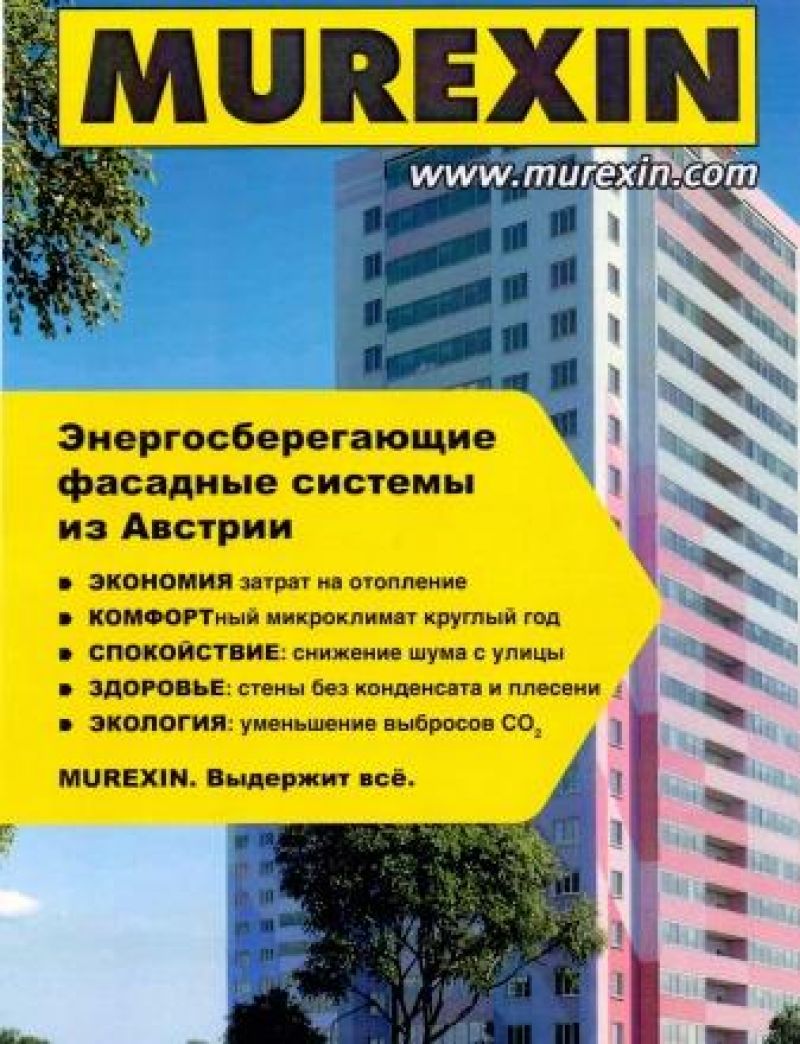 MUREXIN
www.murexin.com
Энергосберегающие
фасадные системы
из Австрии
ЭКОНОМИЯ затрат на отопление
КОМФОРТный микроклимат круглый год
СПОКОЙСТВИЕ: снижение шума с улицы
ЗДОРОВЬЕ: стены без конденсата и плесени
ЭКОЛОГИЯ: уменьшение выбросов CO₂
MUREXIN. Выдержит всё.